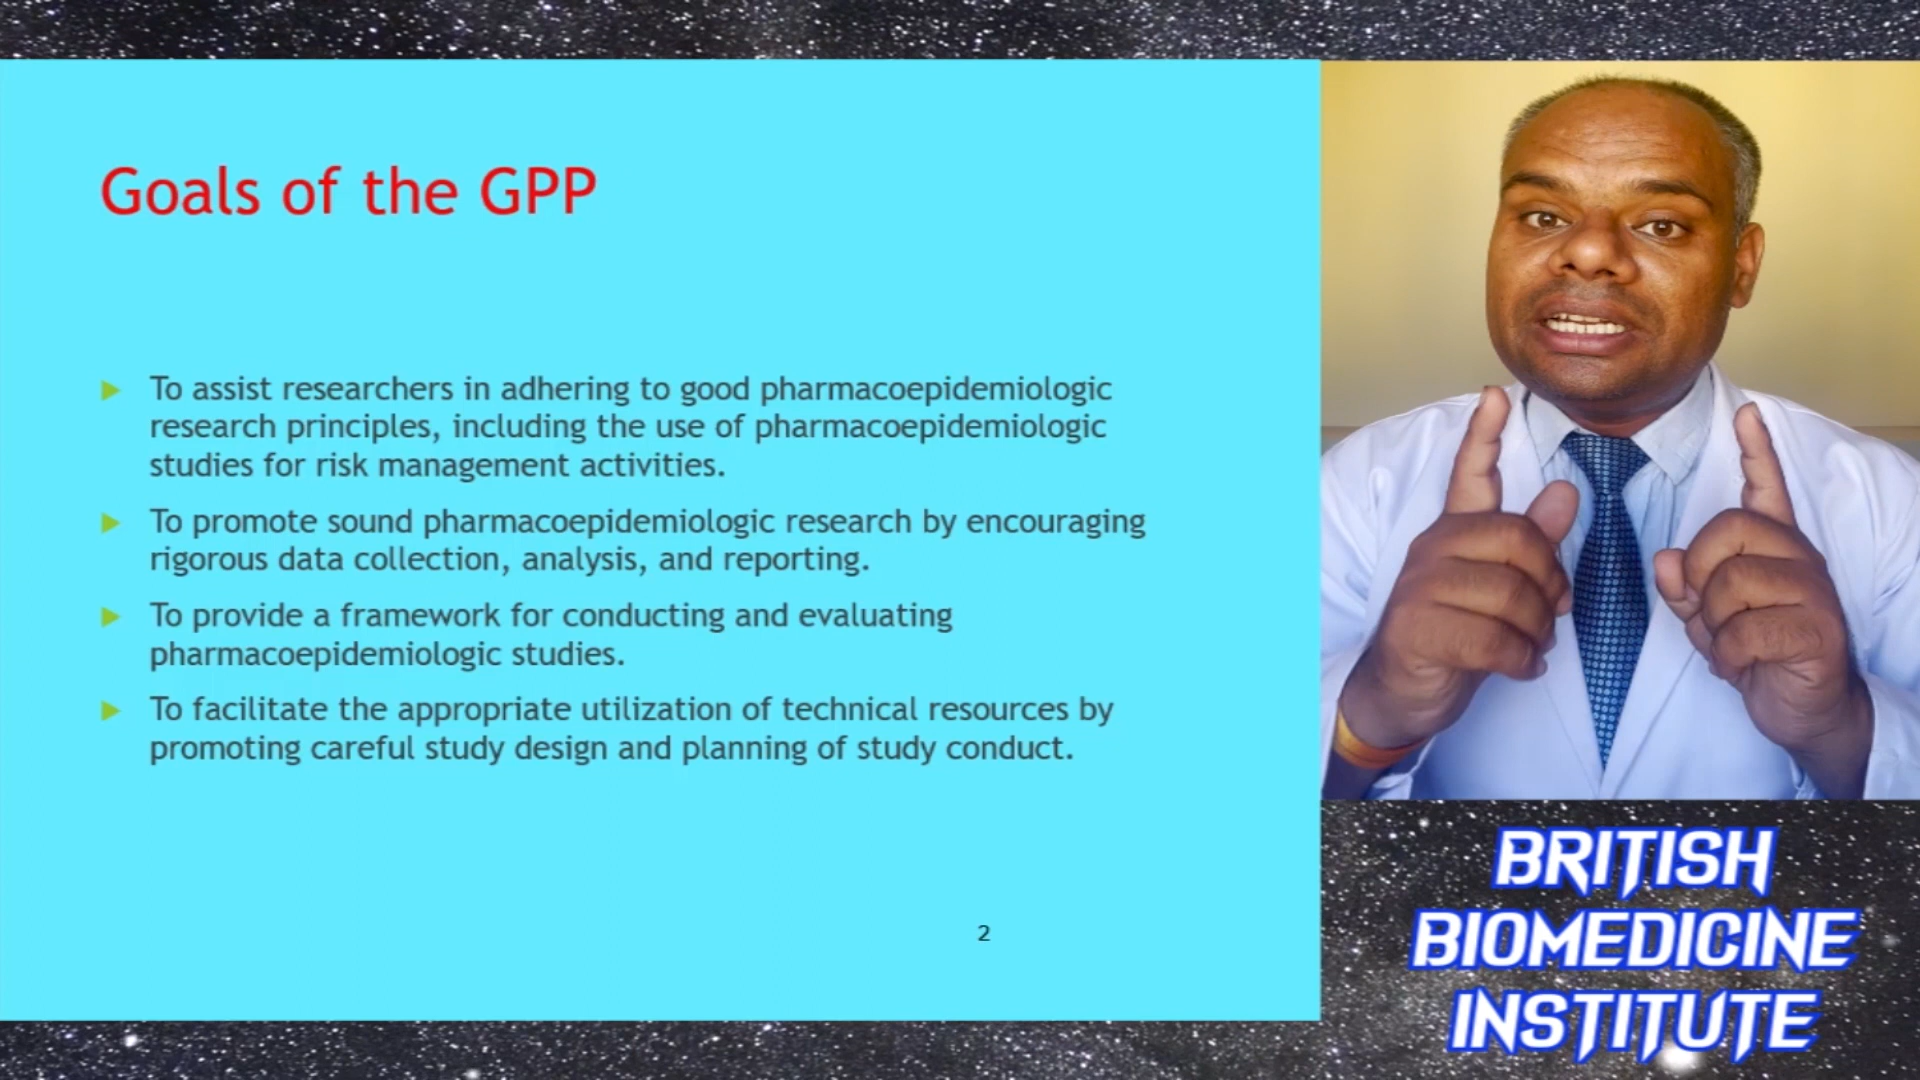 Goals of the GPP
To assist researchers in adhering to good pharmacoepidemiologic
research principles, including the use of pharmacoepidemiologic
studies for risk management activities.
To promote sound pharmacoepidemiologic research by encouraging
rigorous data collection, analysis, and reporting.
To provide a framework for conducting and evaluating
pharmacoepidemiologic studies.
To facilitate the appropriate utilization of technical resources by
promoting careful study design and planning of study conduct.
2
BRITISH
BIOMEDICINE
INSTITUTE